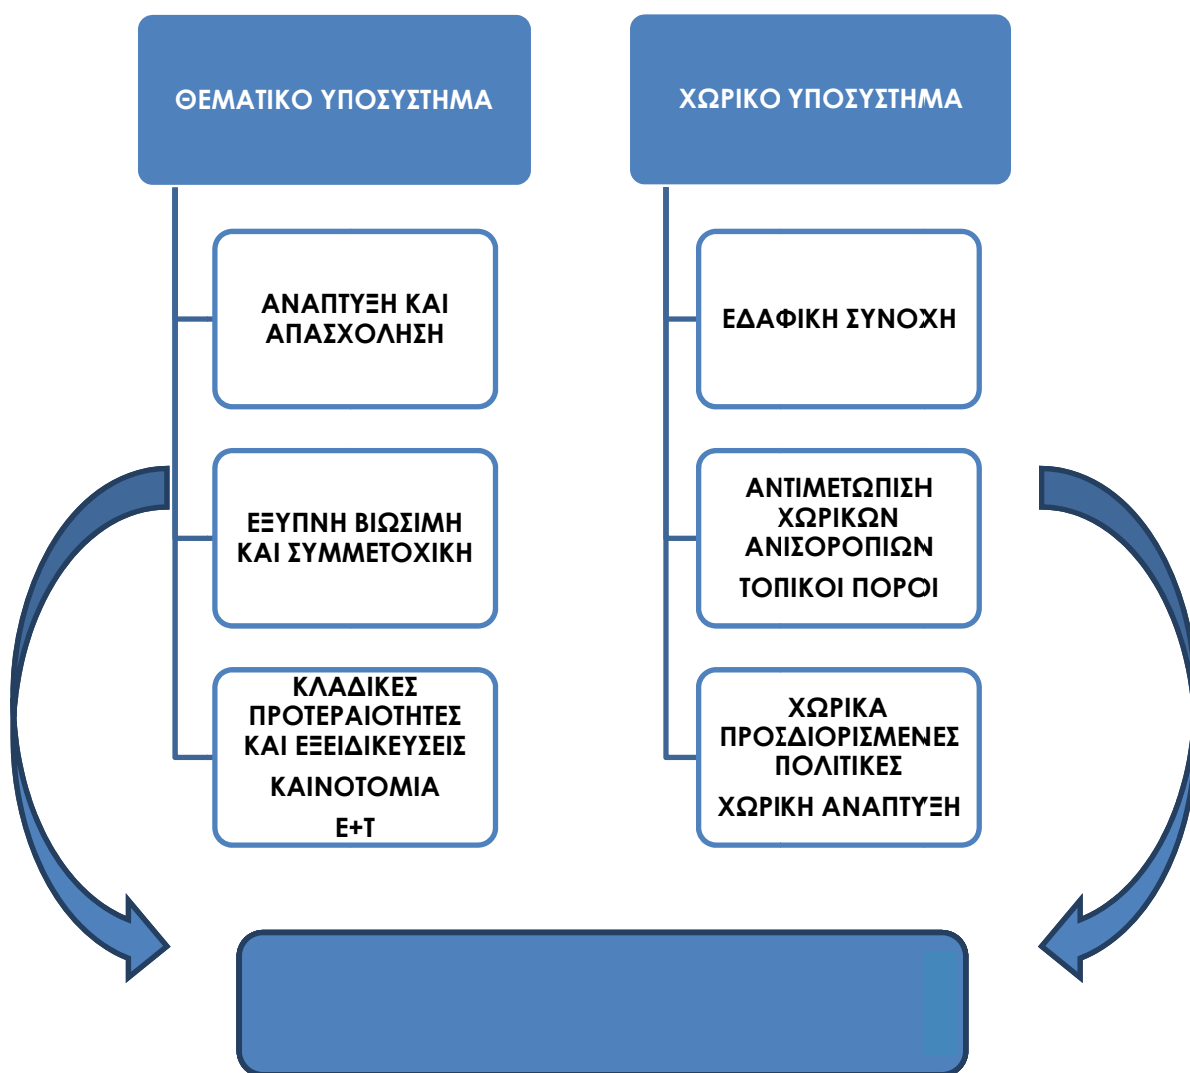 ΘΕΜΑΤΙΚΟ ΥΠΟΣΥΣΤΗΜΑ
ΑΝΑΠΤΥΞΗ ΚΑΙ
ΑΠΑΣΧΟΛΗΣΗ
ΕΞΥΠΝΗ ΒΙΩΣΙΜΗ
ΚΑΙ ΣΥΜΜΕΤΟΧΙΚΗ
ΚΛΑΔΙΚΕΣ
ΠΡΟΤΕΡΑΙΟΤΗΤΕΣ
ΚΑΙ ΕΞΕΙΔΙΚΕΥΣΕΙΣ
ΚΑΙΝΟΤΟΜΙΑ
Ε+Τ
ΧΩΡΙΚΟ ΥΠΟΣΥΣΤΗΜΑ
ΕΔΑΦΙΚΗ ΣΥΝΟΧΗ
ΑΝΤΙΜΕΤΩΠΙΣΗ
ΧΩΡΙΚΩΝ
ΑΝΙΣΟΡΟΠΙΩΝ
ΤΟΠΙΚΟΙ ΠΟΡΟΙ
ΧΩΡΙΚΑ
ΠΡΟΣΔΙΟΡΙΣΜΕΝΕΣ
ΠΟΛΙΤΙΚΕΣ
ΧΩΡΙΚΗ ΑΝΑΠΤΥΞΗ